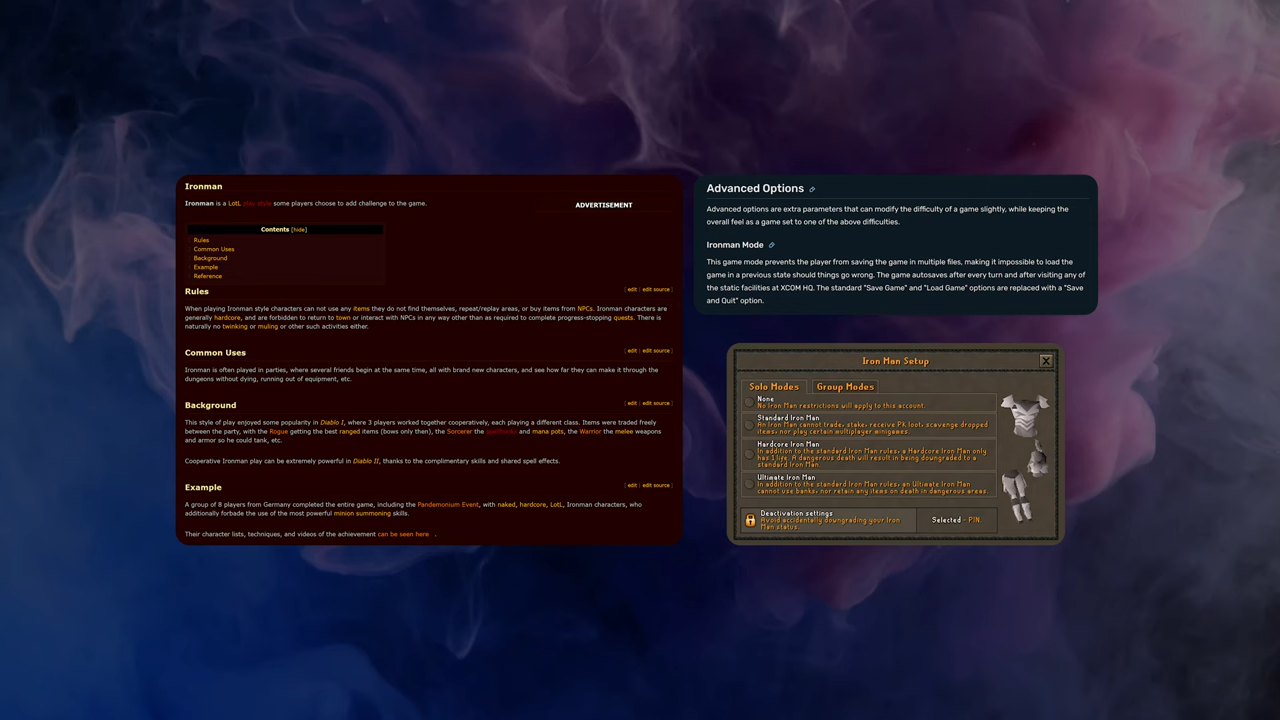 Ironman
Ironman is a LotL play style some players choose to add challenge to the game.
ADVERTISEMENT
Contents [hide]
Rules
Common Uses
Background
Example
Reference
Rules
[ edit | edit source ]
When playing Ironman style characters can not use any items they do not find themselves, repeat/replay areas, or buy items from NPCs. Ironman characters are
generally hardcore, and are forbidden to return to town or interact with NPCs in any way other than as required to complete progress-stopping quests. There is
naturally no twinking or muling or other such activities either.
Common Uses
[ edit | edit source ]
Ironman is often played in parties, where several friends begin at the same time, all with brand new characters, and see how far they can make it through the
dungeons without dying, running out of equipment, etc.
Background
[ edit | edit source ]
This style of play enjoyed some popularity in Diablo I, where 3 players worked together cooperatively, each playing a different class. Items were traded freely
between the party, with the Rogue getting the best ranged items (bows only then), the Sorcerer the and mana pots, the Warrior the melee weapons
and armor so he could tank, etc.
Cooperative Ironman play can be extremely powerful in Diablo II, thanks to the complimentary skills and shared spell effects.
Example
[ edit | edit source ]
A group of 8 players from Germany completed the entire game, including the Pandemonium Event, with naked, hardcore, LotL, Ironman characters, who
additionally forbade the use of the most powerful minion summoning skills.
Their character lists, techniques, and videos of the achievement can be seen here .
Advanced Options
Advanced options are extra parameters that can modify the difficulty of a game slightly, while keeping the
overall feel as a game set to one of the above difficulties.
Ironman Mode
This game mode prevents the player from saving the game in multiple files, making it impossible to load the
game in a previous state should things go wrong. The game autosaves after every turn and after visiting any of
the static facilities at XCOM HQ. The standard "Save Game" and "Load Game" options are replaced with a "Save
and Quit" option.
Iron Man Setup
Solo Modes
Group Modes
None
No Iron Man restrictions will apply to this account.
Standard Iron Man
An Iron Man cannot trade, stake, receive PK loot, scavenge dropped
items, nor play certain multiplayer minigames.
Hardcore Iron Man
In addition to the standard Iron Man rules, a Hardcore Iron Man only
has 1 life. A dangerous death will result in being downgraded to a
standard Iron Man.
Ultimate Iron Man
In addition to the standard Iron Man rules, an Ultimate Iron Man
cannot use banks, nor retain any items on death in dangerous areas.
Deactivation settings
Avoid accidentally downgrading your Iron
Man status.
Selected - PIN